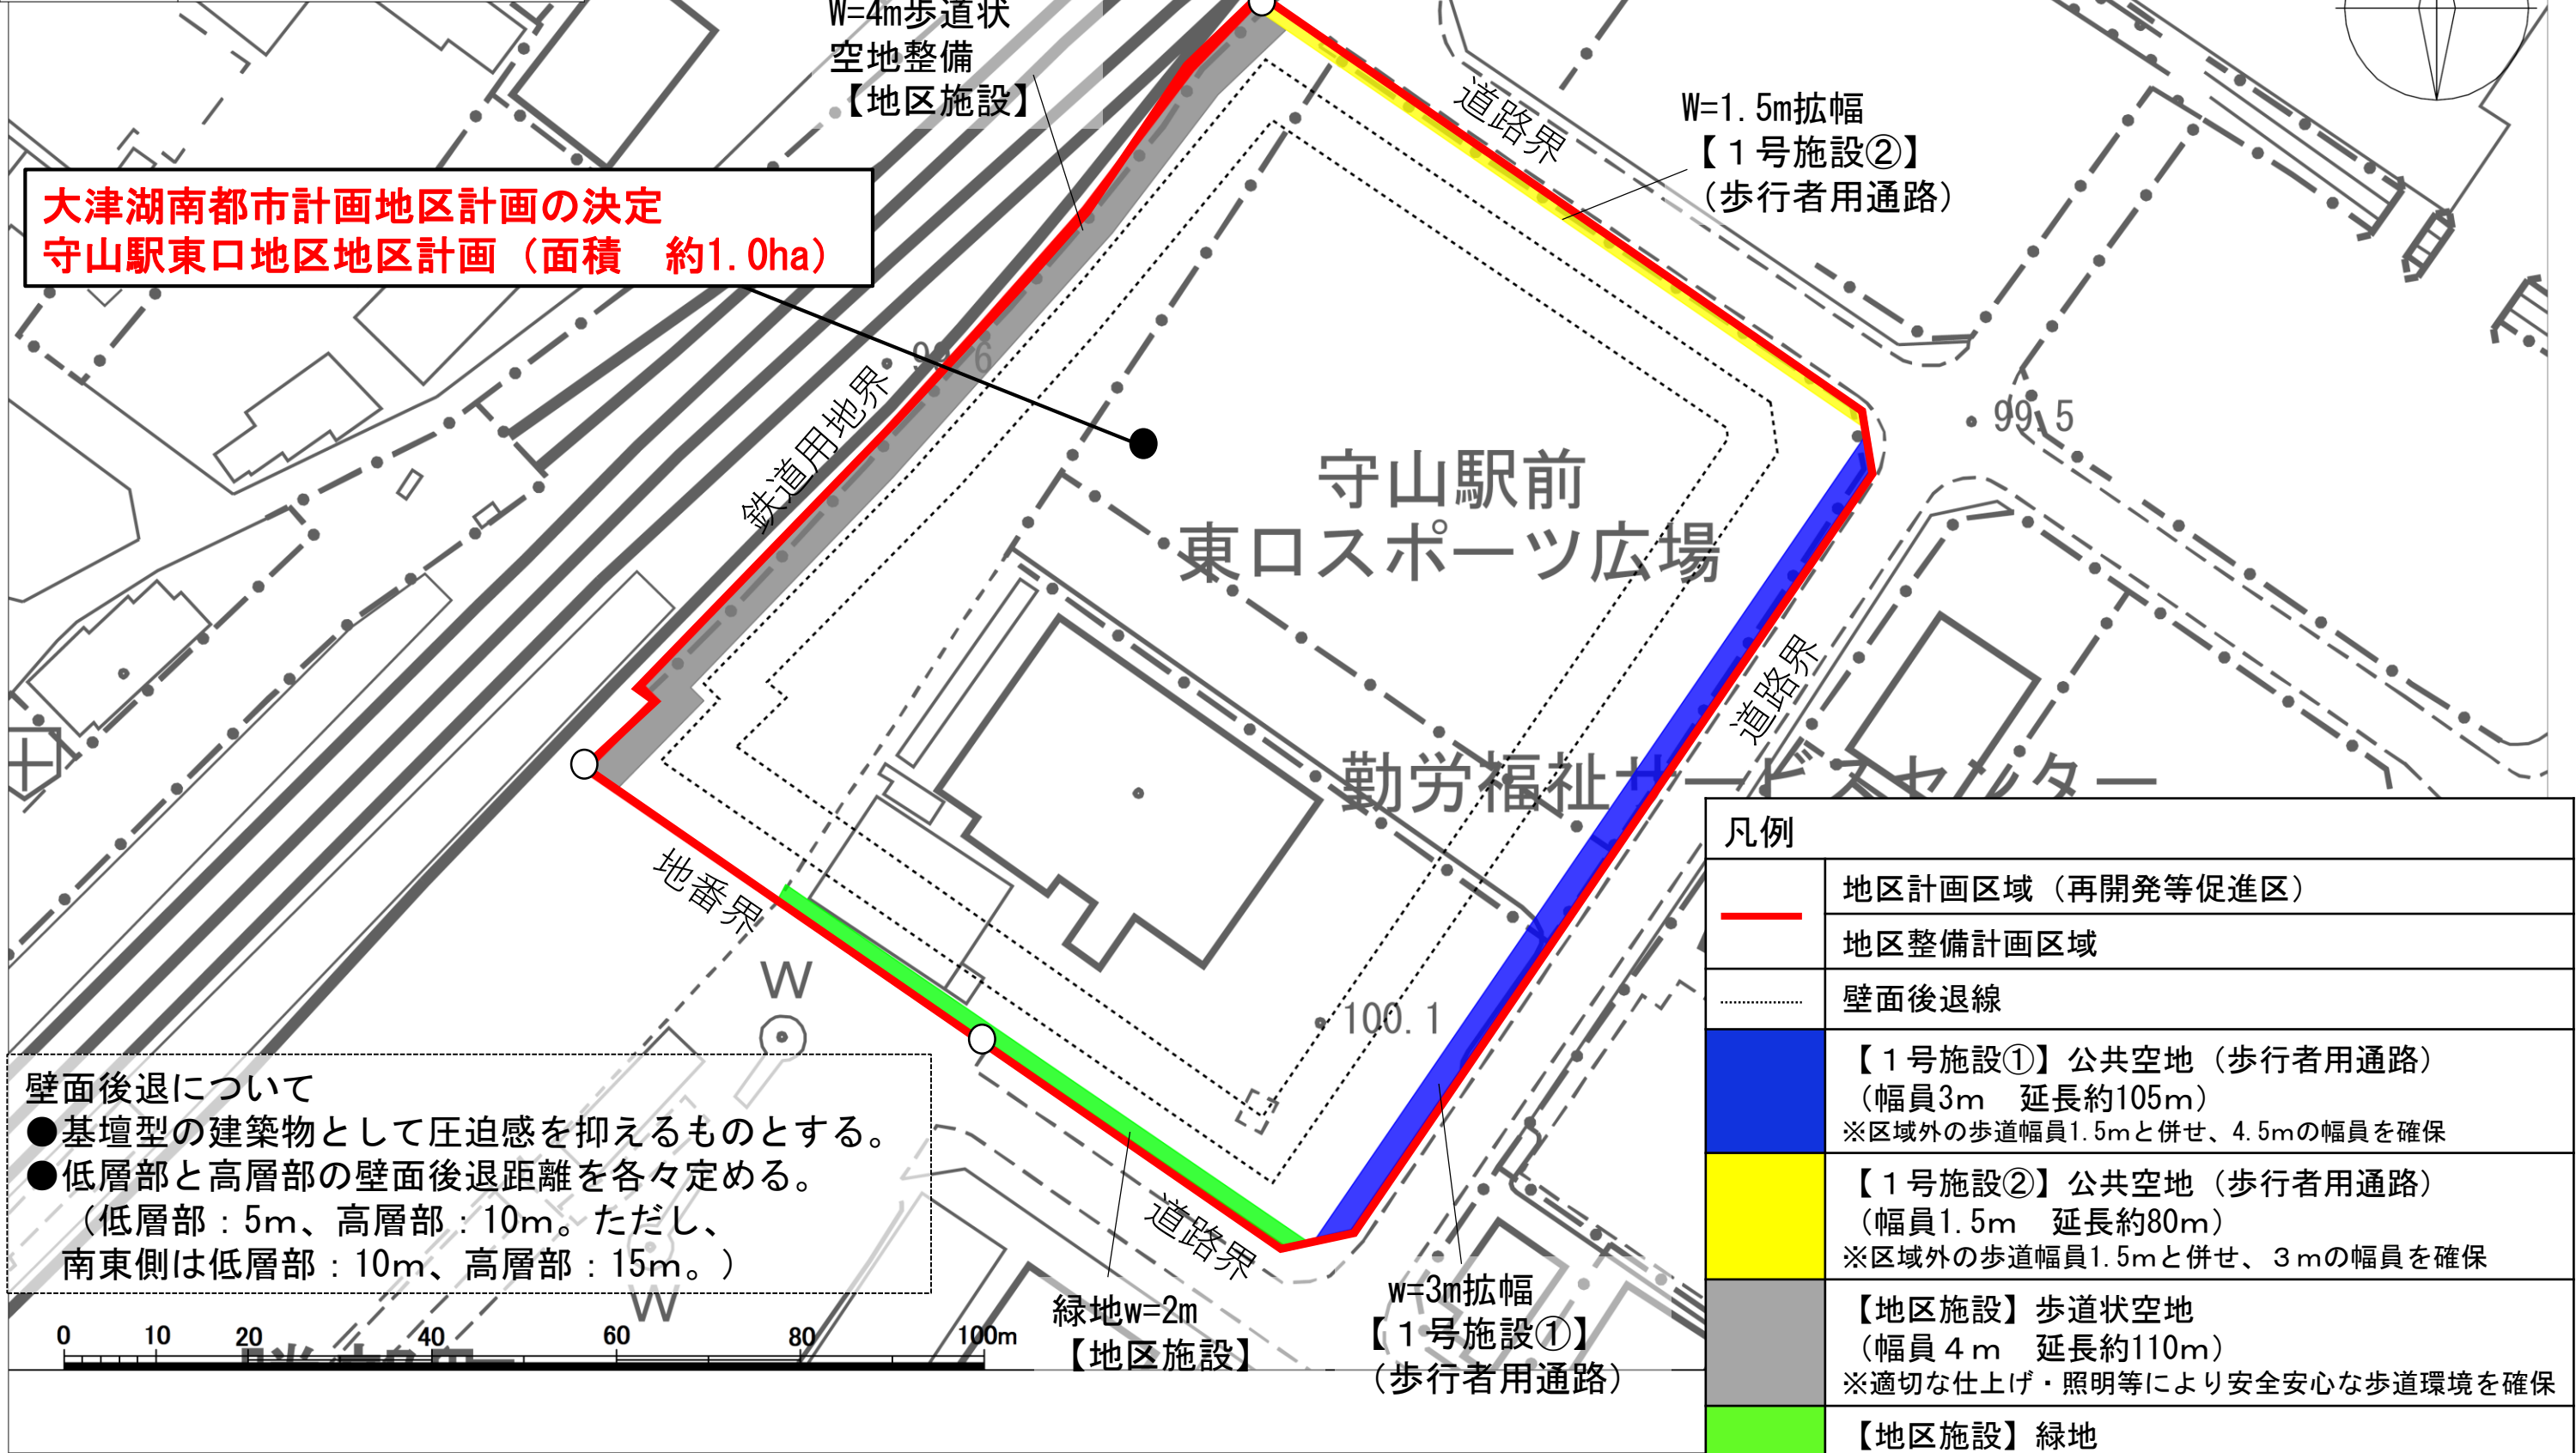 W=4m歩道状
空地整備
【地区施設】
道路界
W=1.5m拡幅
【１号施設②】
（歩行者用通路）
大津湖南都市計画地区計画の決定
守山駅東口地区地区計画（面積　約1.0ha）
鉄道用地界
99.5
守山駅前
東口スポーツ広場
道路界
勤労福祉サービスセンター
地番界
W
100.1
壁面後退について
●基壇型の建築物として圧迫感を抑えるものとする。
●低層部と高層部の壁面後退距離を各々定める。
（低層部：5m、高層部：10m。ただし、
南東側は低層部：10m、高層部：15m。）
W
道路界
緑地w=2m
【地区施設】
w=3m拡幅
【１号施設①】
（歩行者用通路）
0 10 20 40 60 80 100m
凡例
地区計画区域（再開発等促進区）
地区整備計画区域
壁面後退線
【１号施設①】公共空地（歩行者用通路）
（幅員3ｍ　延長約105ｍ）
※区域外の歩道幅員1.5ｍと併せ、4.5ｍの幅員を確保
【１号施設②】公共空地（歩行者用通路）
（幅員1.5ｍ　延長約80ｍ）
※区域外の歩道幅員1.5ｍと併せ、３ｍの幅員を確保
【地区施設】歩道状空地
（幅員４ｍ　延長約110ｍ）
※適切な仕上げ・照明等により安全安心な歩道環境を確保
【地区施設】緑地